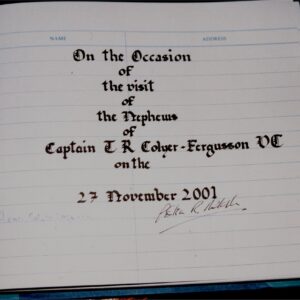 NAME ADDRESS
On the Occasion
of
the visit
of
the Nephews
of
Captain T R Colyer-Fergusson VC
on the
27 November 2001